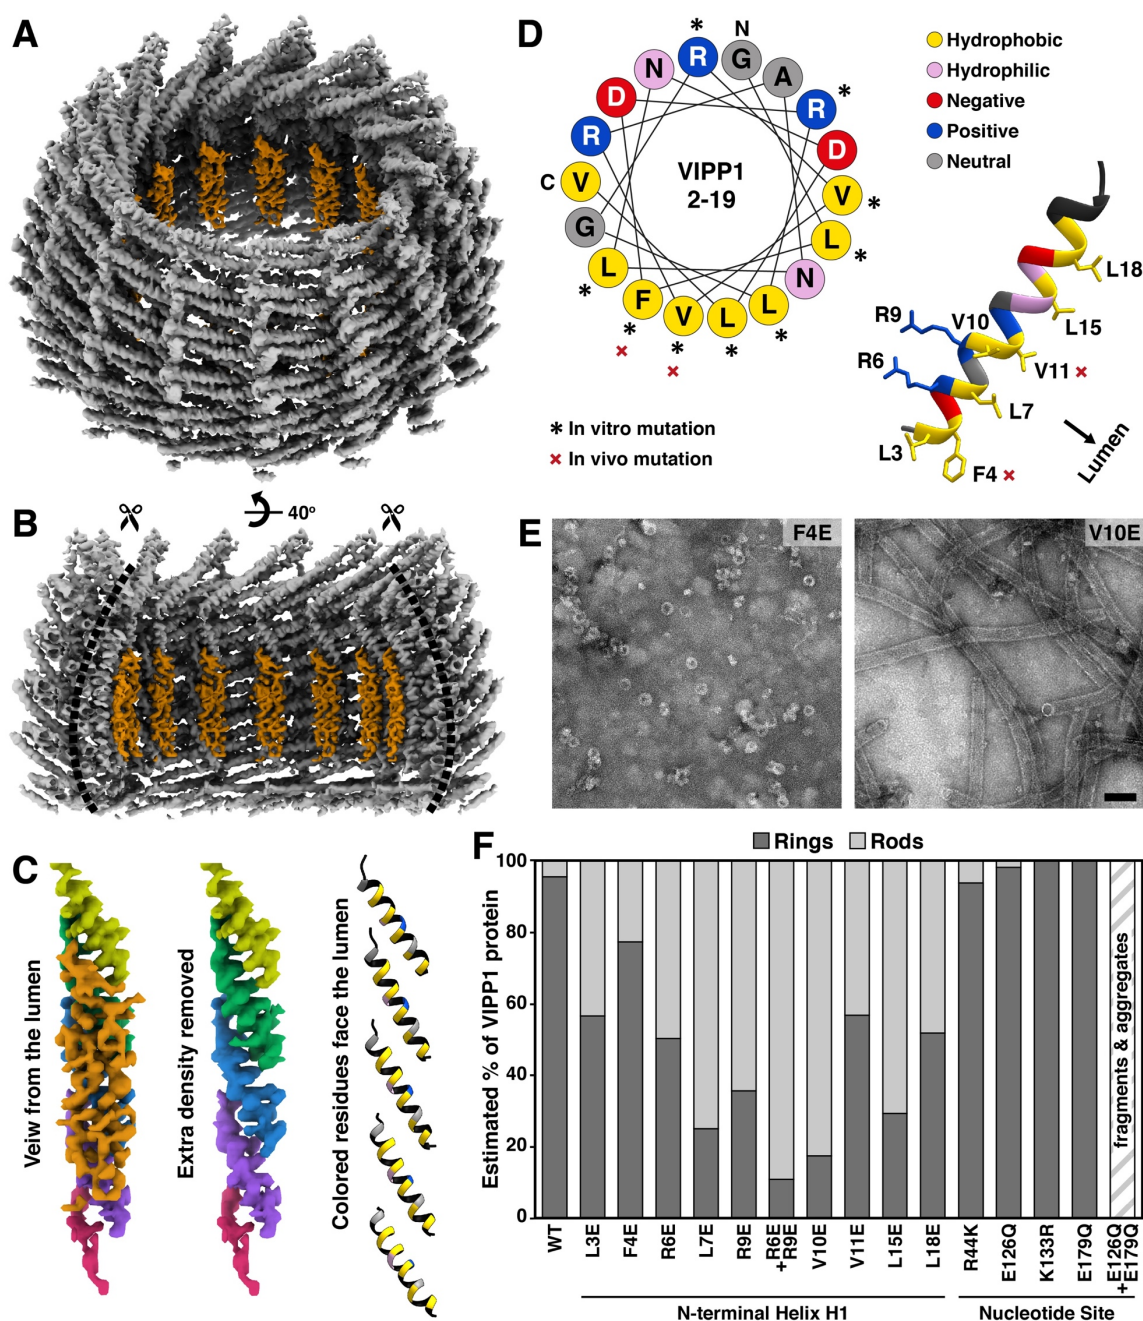 A
B
40°
C
Veiw from the lumen
Extra density removed
Colored residues face the lumen
D
N
* R G A R *
N D D
R V *
C V VIPP1 L *
G 2-19 N
* L F V L L *
* * *
× ×
Hydrophobic
Hydrophilic
Negative
Positive
Neutral
L18
L15
R9 V10
V11 ×
R6
L7
L3
F4 ×
Lumen
* In vitro mutation
× In vivo mutation
E
F4E
V10E
F
Rings Rods
Estimated % of VIPP1 protein
100
80
60
40
20
0
fragments & aggregates
WT
L3E
F4E
R6E
L7E
R9E
R6E
+R9E
V10E
V11E
L15E
L18E
R44K
E126Q
K133R
E179Q
E126Q
+E179Q
N-terminal Helix H1
Nucleotide Site